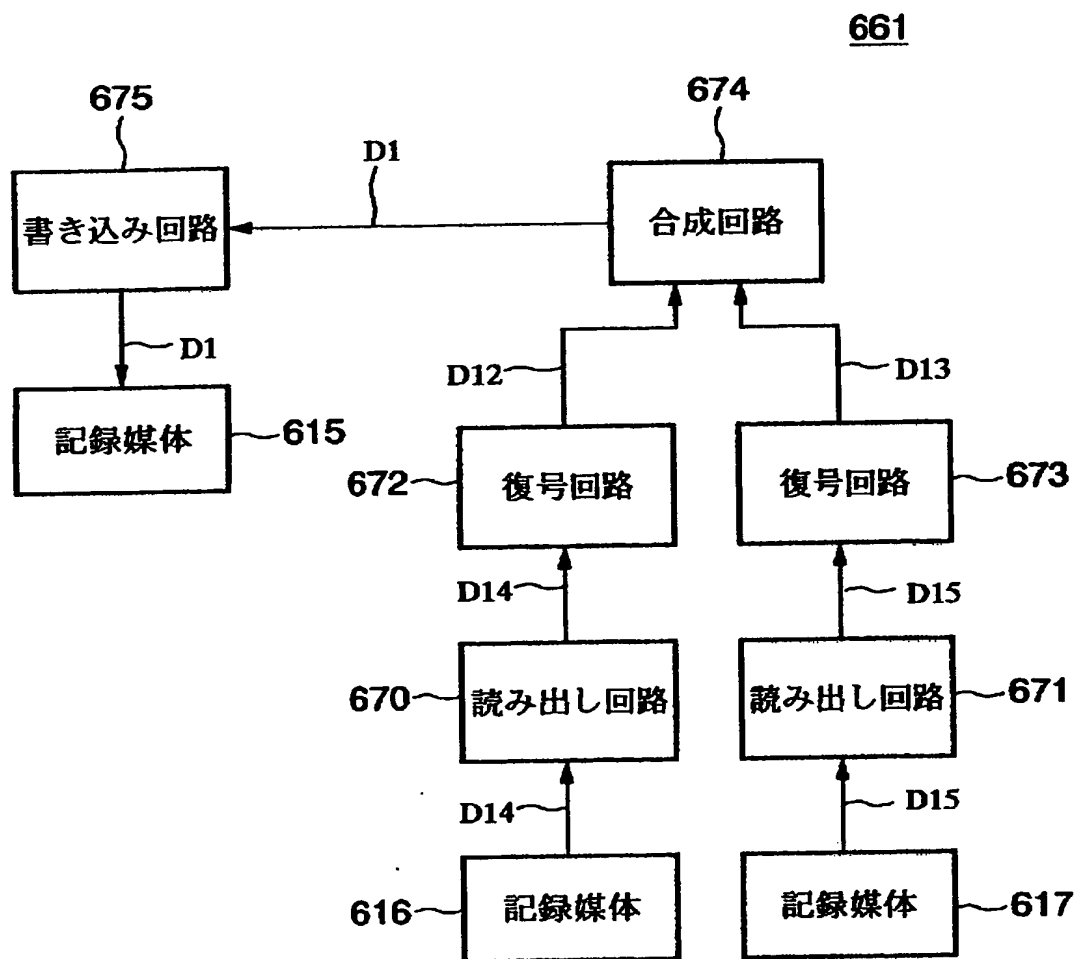 661
675
674
D1
書き込み回路
合成回路
D1
D12
D13
記録媒体
615
672
復号回路
復号回路
673
D14
D15
670
読み出し回路
読み出し回路
671
D14
D15
616
記録媒体
記録媒体
617